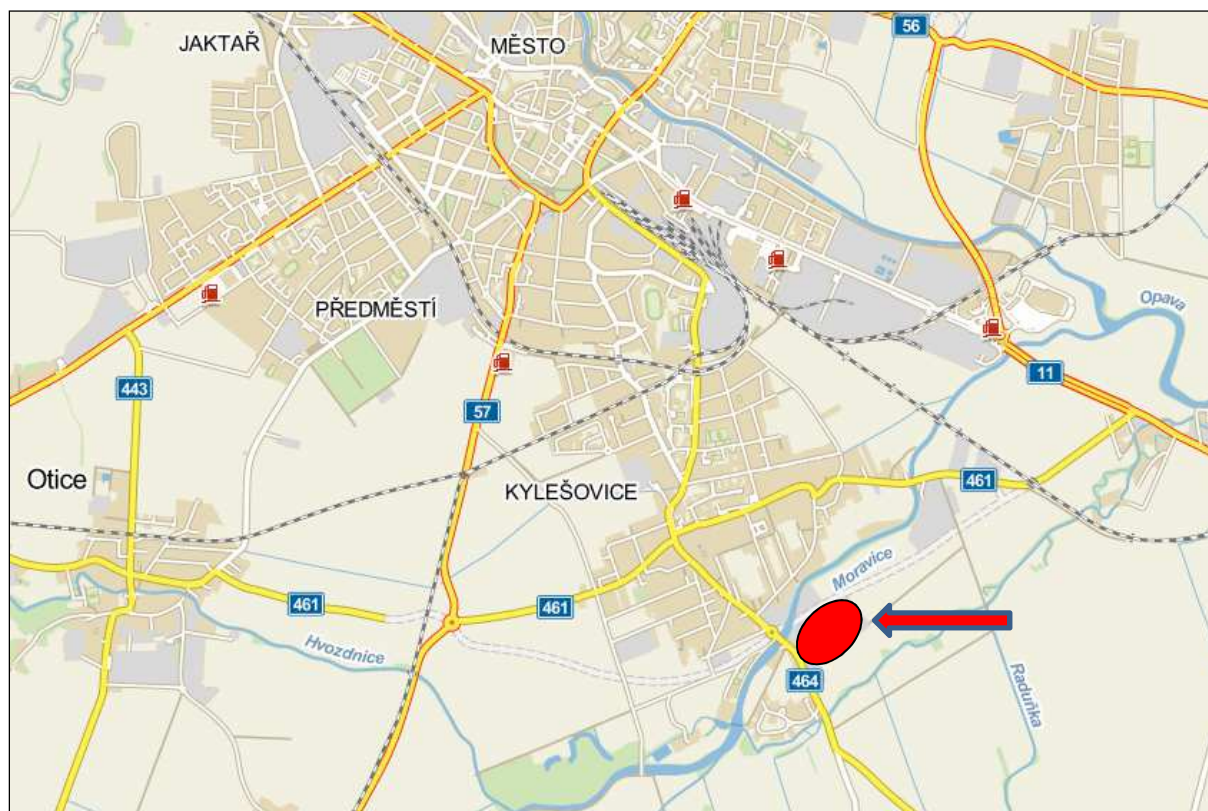 JAKTAŘ
MĚSTO
56
PŘEDMĚSTÍ
Opava
443
57
11
Otice
KYLEŠOVICE
461
461
461
Moravice
Hvozdnice
464
Raduňka